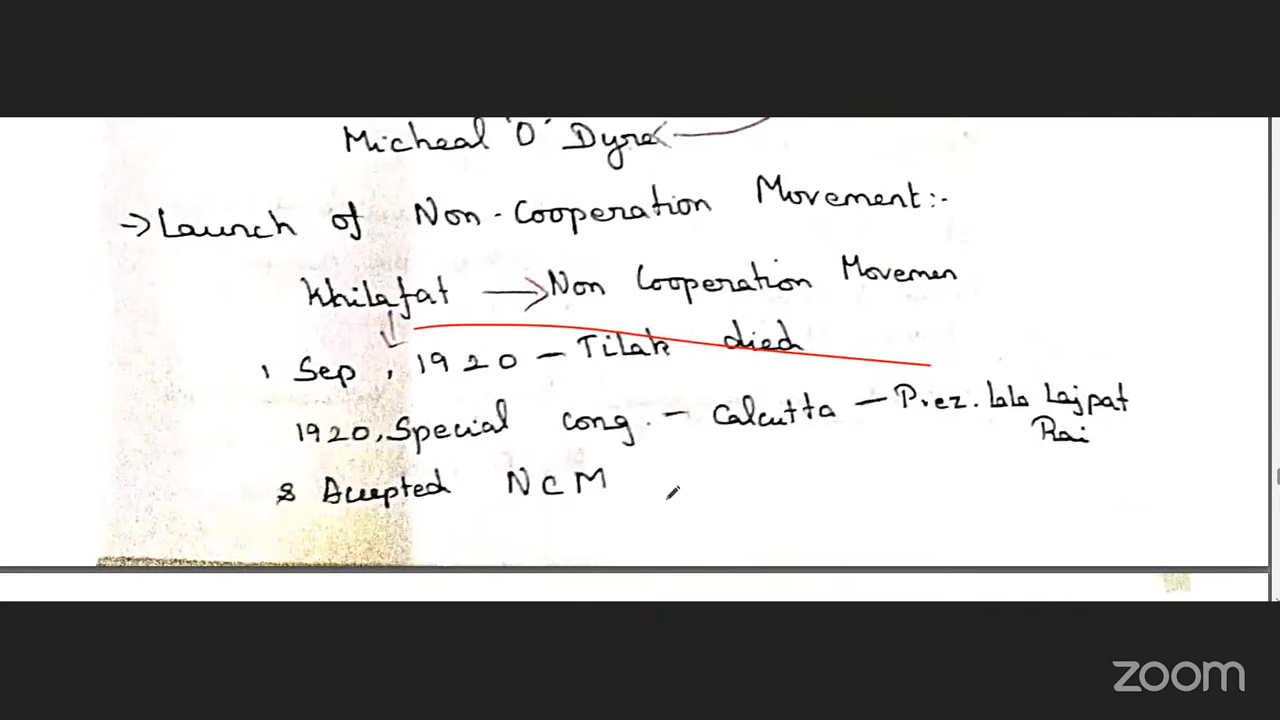 Micheal 'O' Dyre
→ Launch of Non-Cooperation Movement:-
Khilafat → Non Cooperation Movemen
1 Sep, 1920 - Tilak died
1920, Special cong. - Calcutta - Prez. lala Lajpat
Rai
& Accepted NCM
zoom